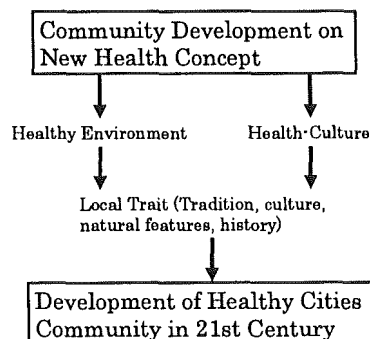 Community Development on
New Health Concept
Healthy Environment
Health-Culture
Local Trait (Tradition, culture,
natural features, history)
Development of Healthy Cities
Community in 21st Century